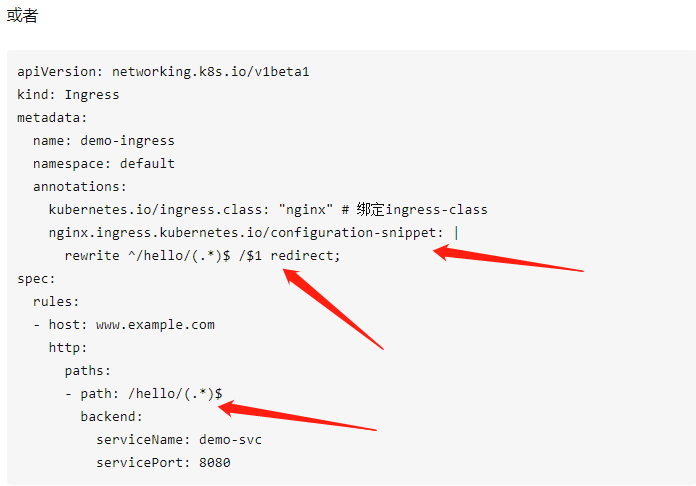 或者
apiVersion: networking.k8s.io/v1beta1
kind: Ingress
metadata:
  name: demo-ingress
  namespace: default
  annotations:
    kubernetes.io/ingress.class: "nginx" # 绑定ingress-class
    nginx.ingress.kubernetes.io/configuration-snippet: |
      rewrite ^/hello/(.*)$ /$1 redirect;
spec:
  rules:
  - host: www.example.com
    http:
      paths:
      - path: /hello/(.*)$
        backend:
          serviceName: demo-svc
          servicePort: 8080